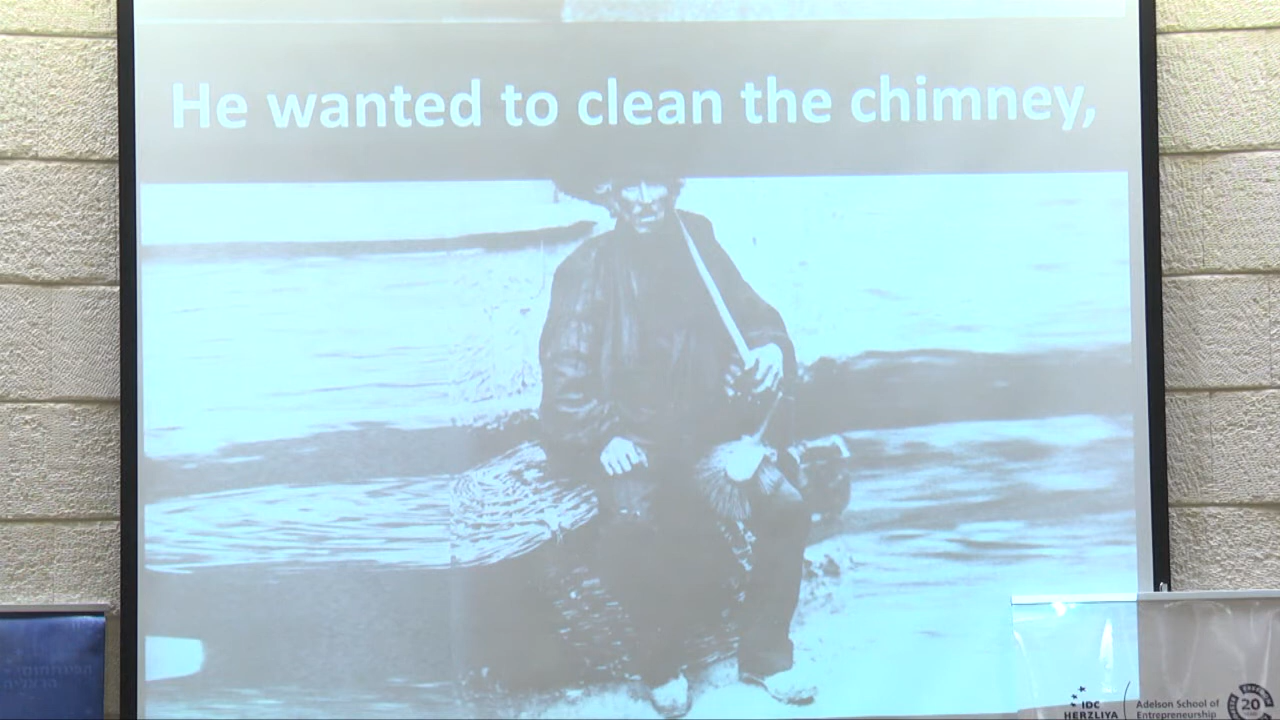 He wanted to clean the chimney,
IDC
HERZLIYA
Adelson School of
Entrepreneurship
20